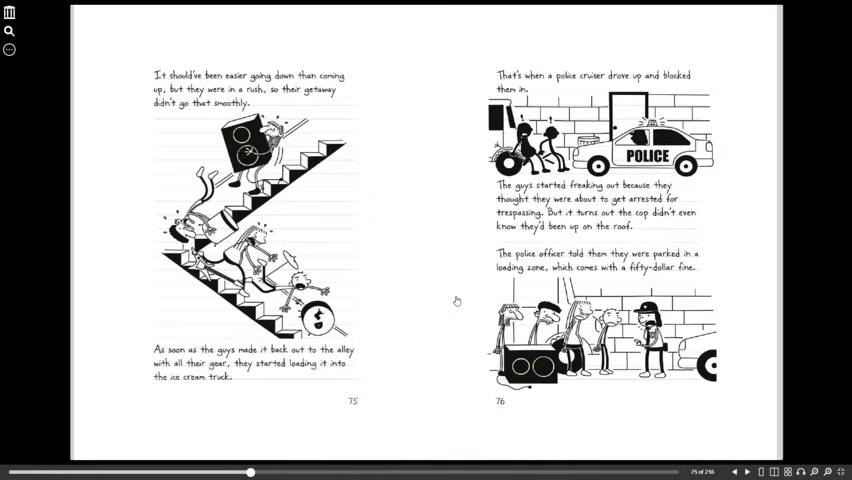 It should've been easier going down than coming
up, but they were in a rush, so their getaway
didn't go that smoothly.
As soon as the guys made it back out to the alley
with all their gear, they started loading it into
the ice cream truck.
75
That's when a police cruiser drove up and blocked
them in.
! !
POLICE
The guys started freaking out because they
thought they were about to get arrested for
trespassing. But it turns out the cop didn't even
know they'd been up on the roof.
The police officer told them they were parked in a
loading zone, which comes with a fifty-dollar fine.
76
75 of 216